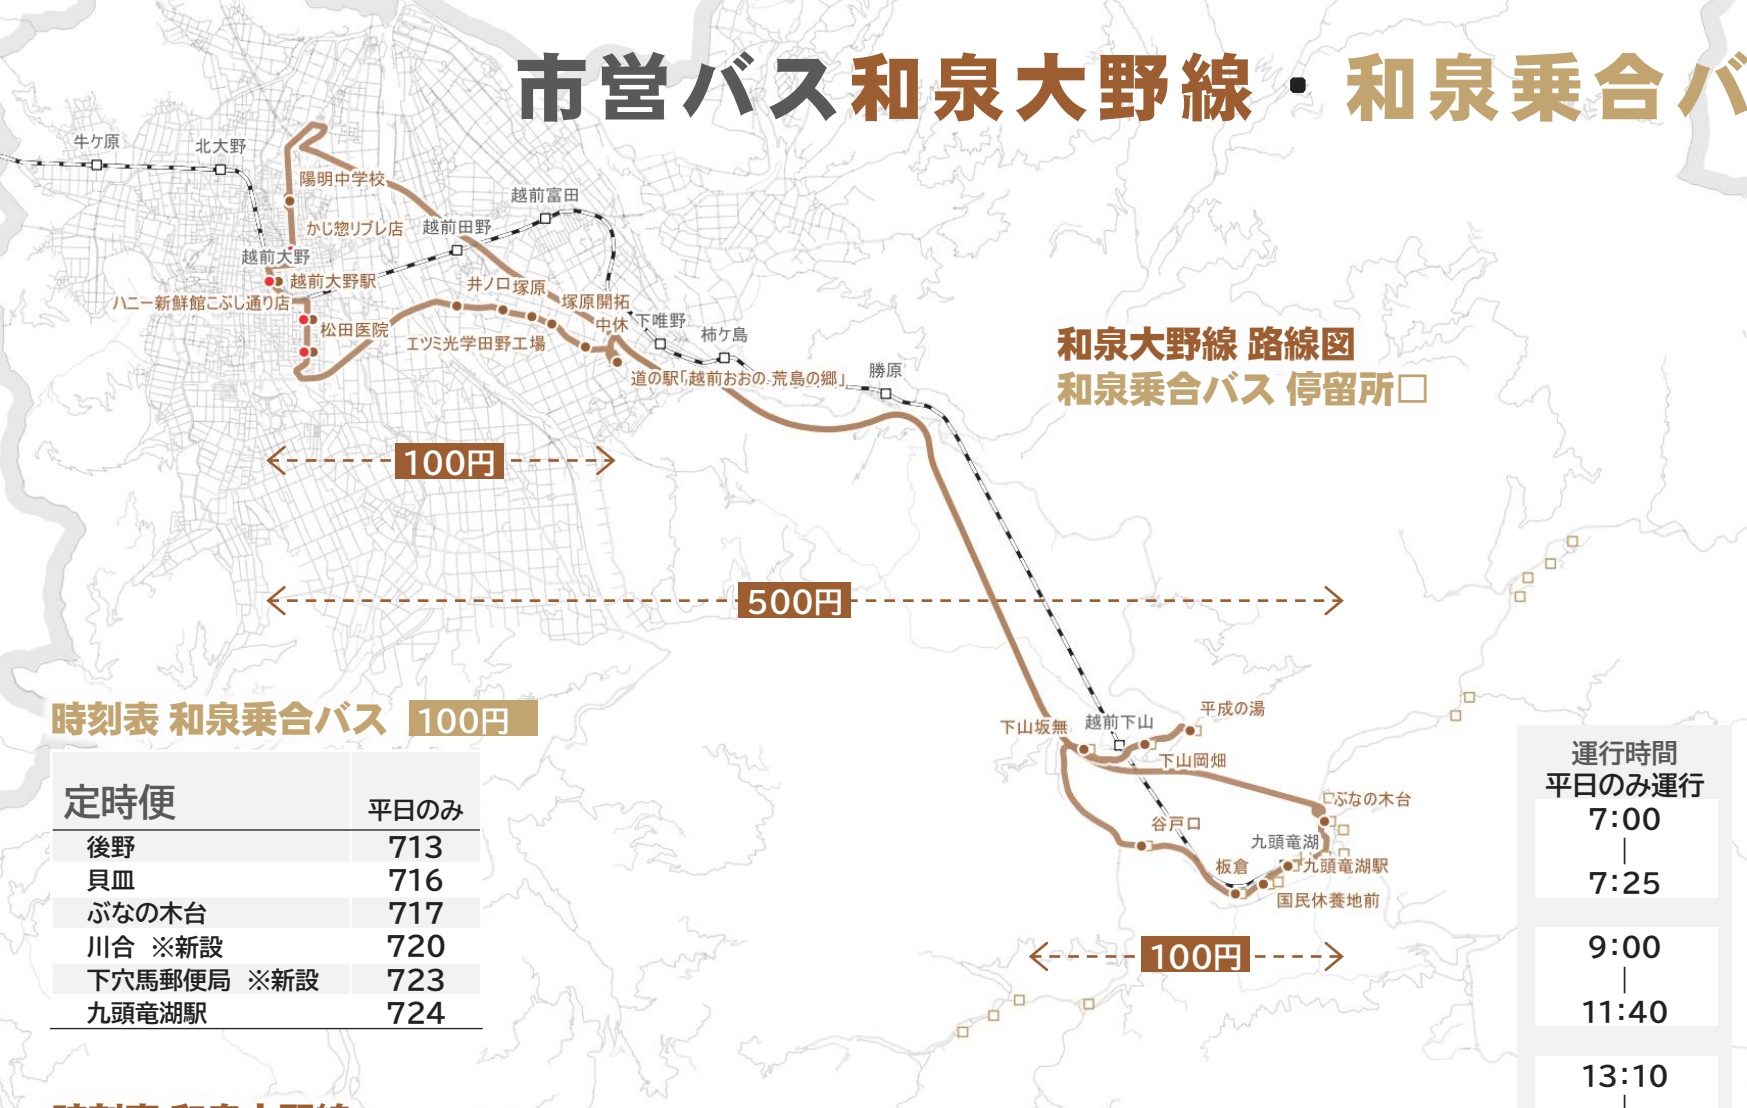 市営バス和泉大野線・和泉乗合バ
牛ケ原
北大野
陽明中学校
越前富田
かじ惣リブレ店
越前田野
越前大野
越前大野駅
井ノ口
塚原
ハニー新鮮館こぶし通り店
塚原開拓
松田医院
中休
下唯野
エツミ光学田野工場
柿ケ島
道の駅「越前おおの 荒島の郷」
勝原
和泉大野線 路線図
和泉乗合バス 停留所□
100円
500円
時刻表 和泉乗合バス 100円
定時便 平日のみ
後野 713
貝皿 716
ぶなの木台 717
川合 ※新設 720
下穴馬郵便局 ※新設 723
九頭竜湖駅 724
平成の湯
下山坂無
越前下山
下山岡畑
ぶなの木台
谷戸口
九頭竜湖
板倉
九頭竜湖駅
国民休養地前
100円
運行時間
平日のみ運行
7:00
|
7:25
9:00
|
11:40
13:10